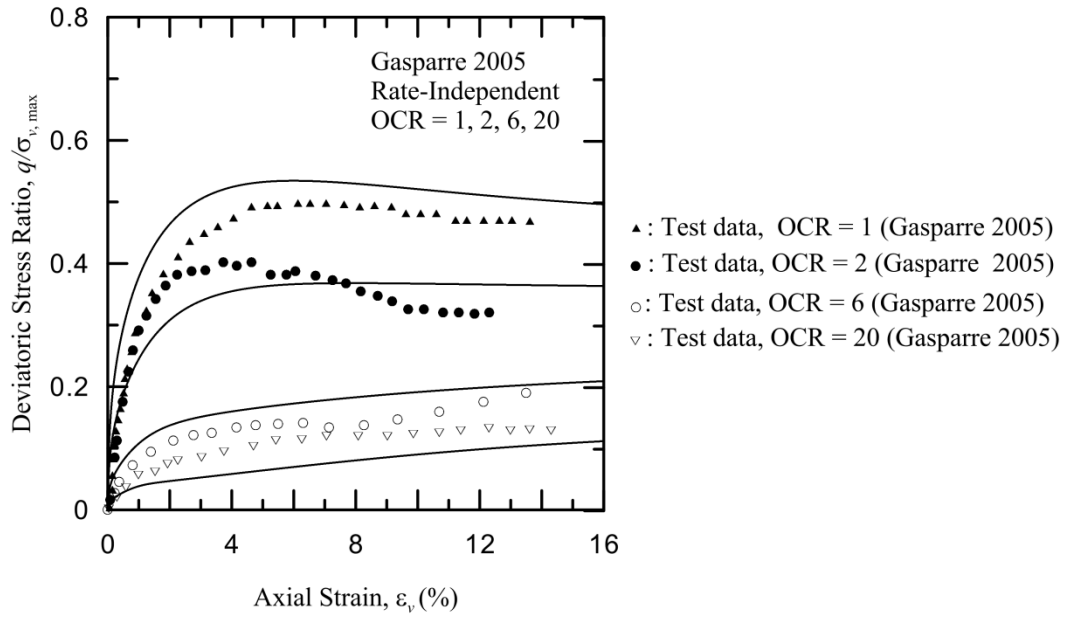 0.8
0.6
0.4
0.2
0
Deviatoric Stress Ratio, q/σv, max
Gasparre 2005
Rate-Independent
OCR = 1, 2, 6, 20
0 4 8 12 16
Axial Strain, εv (%)
▲ : Test data, OCR = 1 (Gasparre 2005)
● : Test data, OCR = 2 (Gasparre 2005)
○ : Test data, OCR = 6 (Gasparre 2005)
▽ : Test data, OCR = 20 (Gasparre 2005)